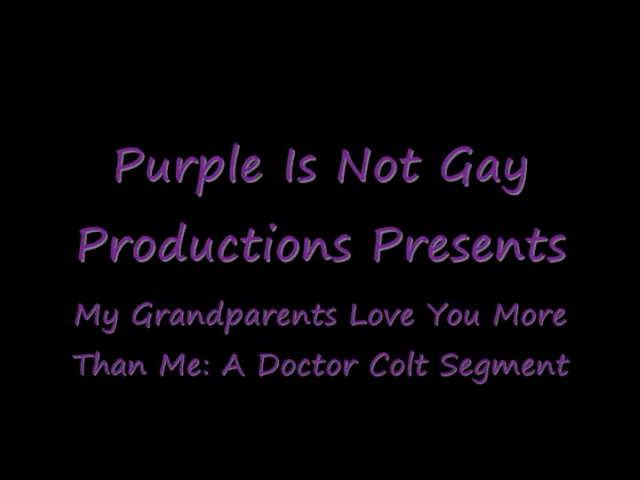 Purple Is Not Gay
Productions Presents
My Grandparents Love You More
Than Me: A Doctor Colt Segment